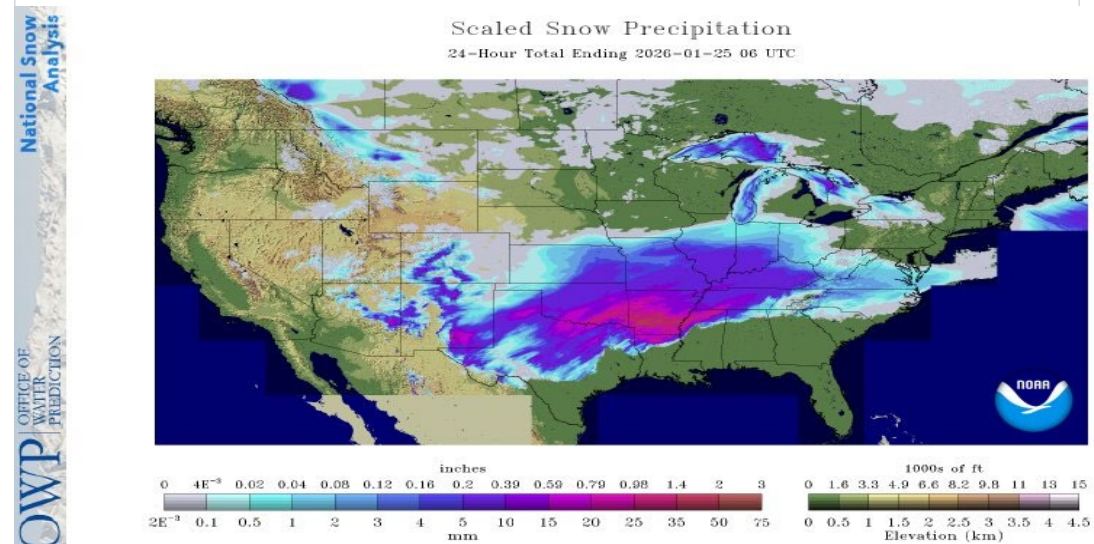 National Snow
Analysis
OWP
OFFICE OF
WATER
PREDICTION
Scaled Snow Precipitation
24-Hour Total Ending 2026-01-25 06 UTC
NOAA
inches
0 4E⁻³ 0.02 0.04 0.08 0.12 0.16 0.2 0.39 0.59 0.79 0.98 1.4 2 3
2E⁻³ 0.1 0.5 1 2 3 4 5 10 15 20 25 35 50 75
mm
1000s of ft
0 1.6 3.3 4.9 6.6 8.2 9.8 11 13 15
0 0.5 1 1.5 2 2.5 3 3.5 4 4.5
Elevation (km)